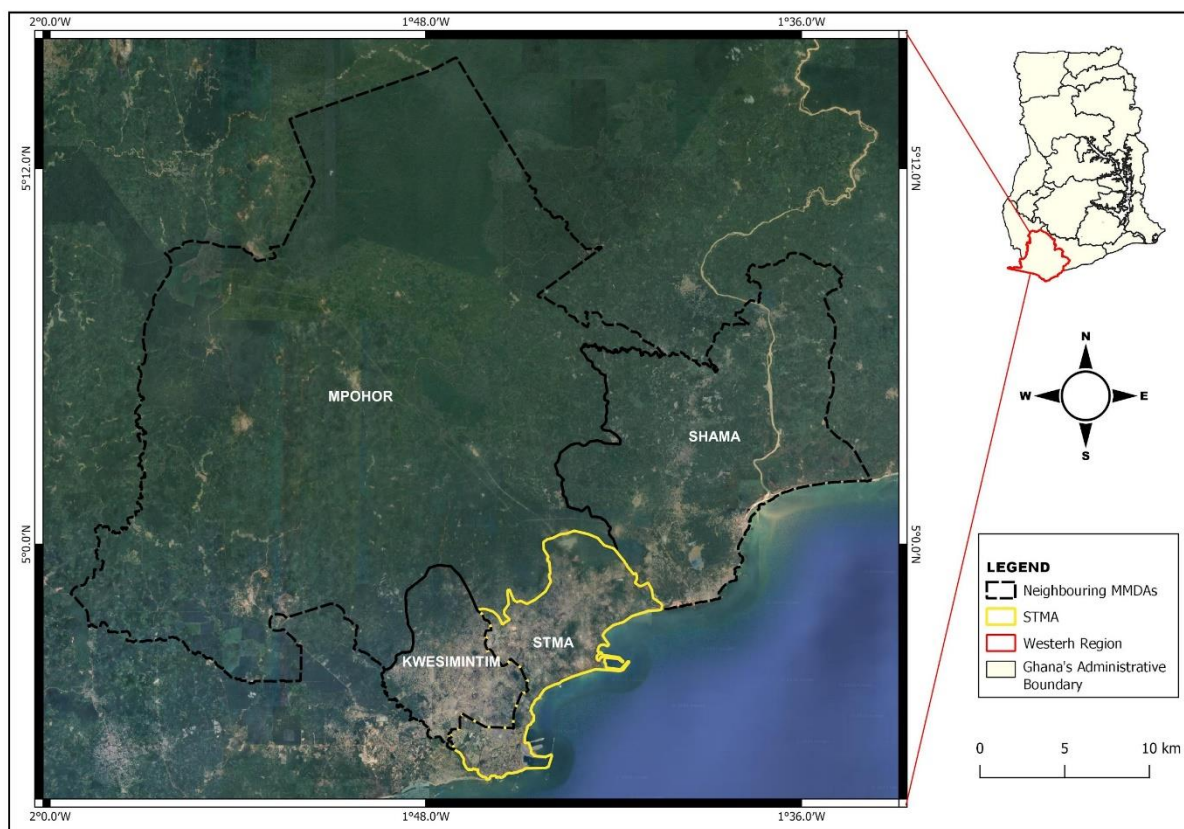 2°0.0'W
1°48.0'W
1°36.0'W
5°12.0'N
5°12.0'N
MPOHOR
SHAMA
5°0.0'N
5°0.0'N
STMA
KWESIMINTIM
2°0.0'W
1°48.0'W
1°36.0'W
N
W
E
S
LEGEND
Neighbouring MMDAs
STMA
Westerh Region
Ghana's Administrative
Boundary
0 5 10 km